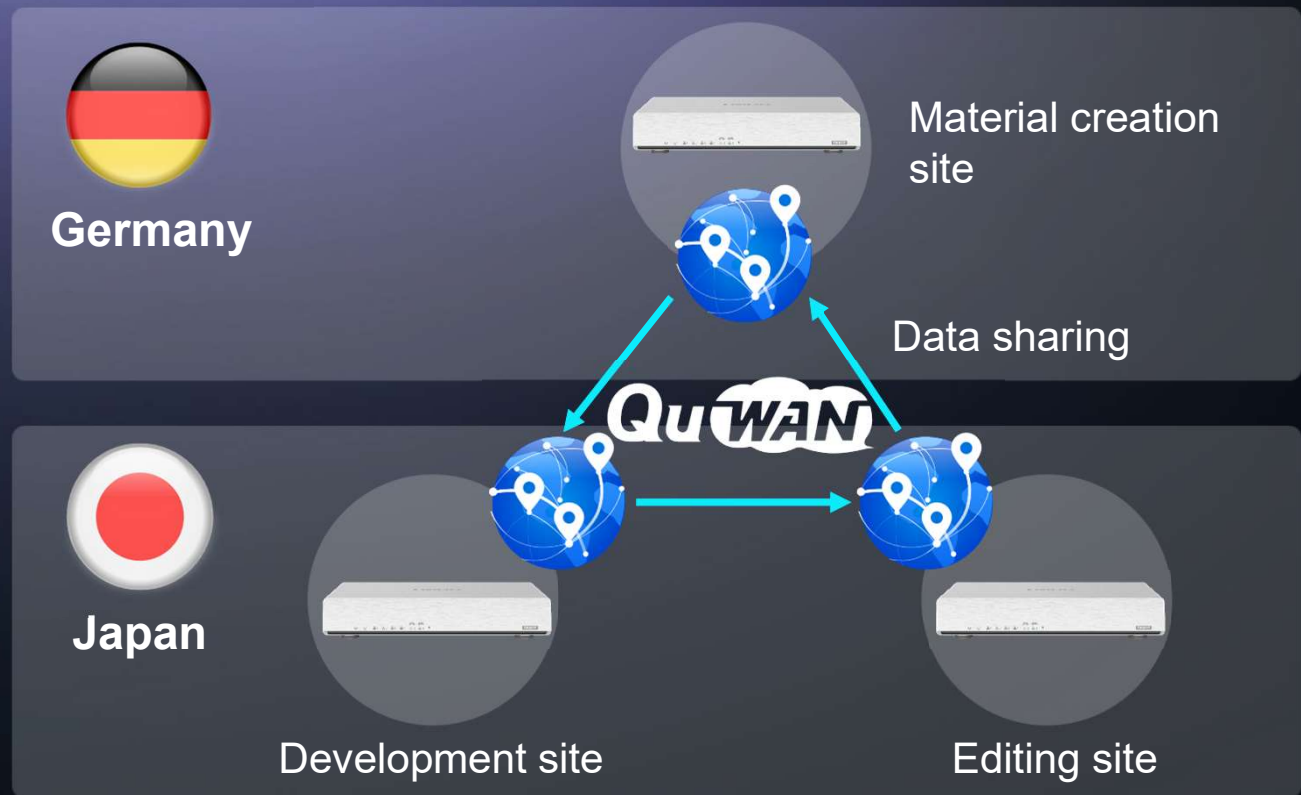 Germany
Material creation
site
Data sharing
QuWAN
Japan
Development site
Editing site